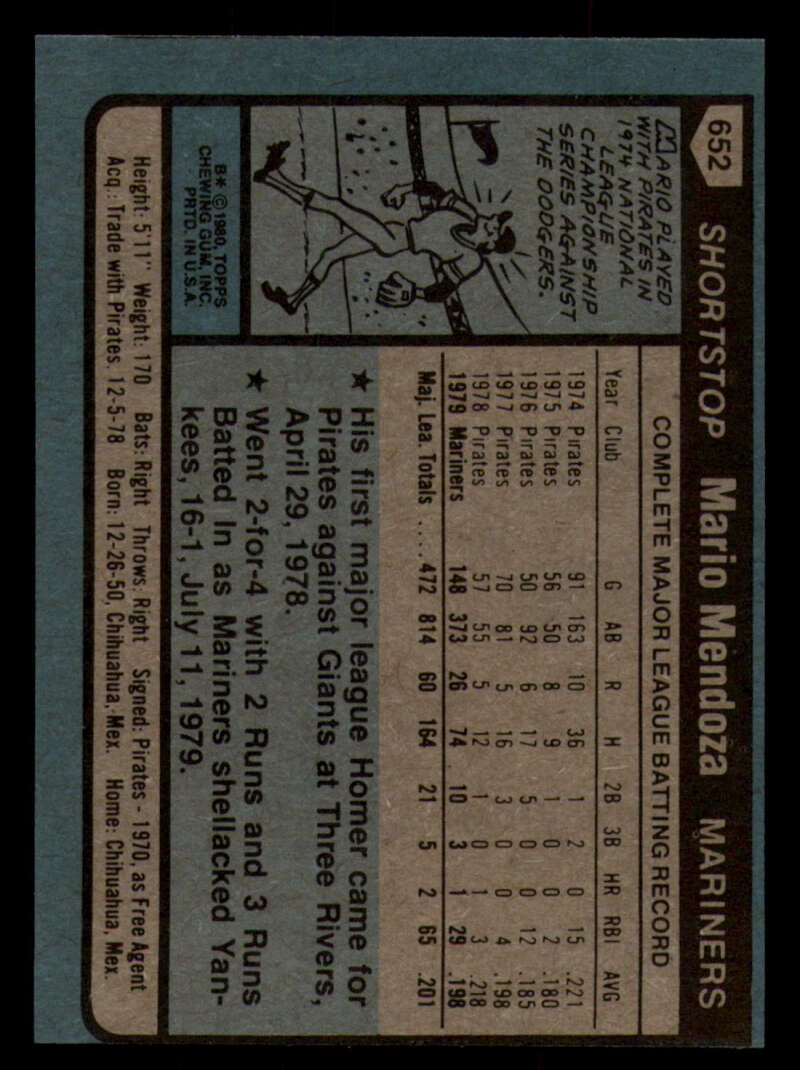 652 SHORTSTOP Mario Mendoza MARINERS
MARIO PLAYED
WITH PIRATES IN
1974 NATIONAL
LEAGUE
CHAMPIONSHIP
SERIES AGAINST
THE DODGERS.
B* ©1980, TOPPS
CHEWING GUM, INC.
PRTD. IN U.S.A.
COMPLETE MAJOR LEAGUE BATTING RECORD
Year Club G AB R H 2B 3B HR RBI AVG
1974 Pirates 91 163 10 36 1 2 0 15 .221
1975 Pirates 56 50 8 9 1 0 0 2 .180
1976 Pirates 50 92 6 17 5 0 0 12 .185
1977 Pirates 70 81 5 16 3 0 0 4 .198
1978 Pirates 57 55 5 12 1 0 1 3 .218
1979 Mariners 148 373 26 74 10 3 1 29 .198
Maj. Lea. Totals ....472 814 60 164 21 5 2 65 .201
★ His first major league Homer came for
Pirates against Giants at Three Rivers,
April 29, 1978.
★ Went 2-for-4 with 2 Runs and 3 Runs
Batted In as Mariners shellacked Yan-
kees, 16-1, July 11, 1979.
Height: 5'11" Weight: 170 Bats: Right Throws: Right Signed: Pirates - 1970, as Free Agent
Acq.: Trade with Pirates, 12-5-78 Born: 12-26-50, Chihuahua, Mex. Home: Chihuahua, Mex.